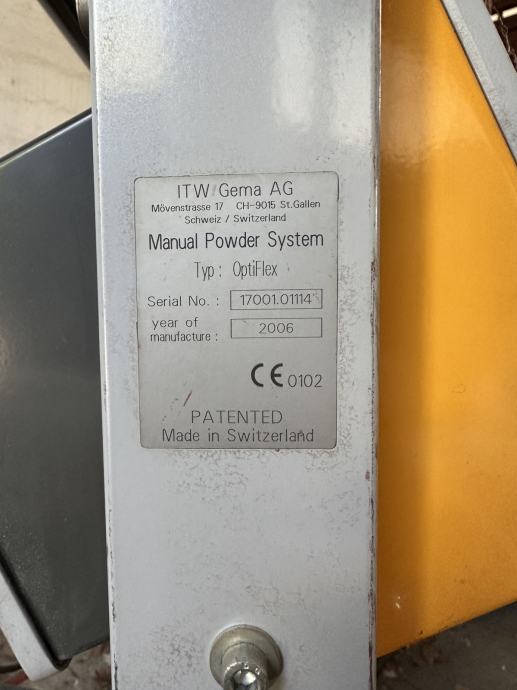 ITW Gema AG
Mövenstrasse 17 CH-9015 St.Gallen
Schweiz / Switzerland
Manual Powder System
Typ: OptiFlex
Serial No.: 17001.01114
year of
manufacture: 2006
CE 0102
PATENTED
Made in Switzerland